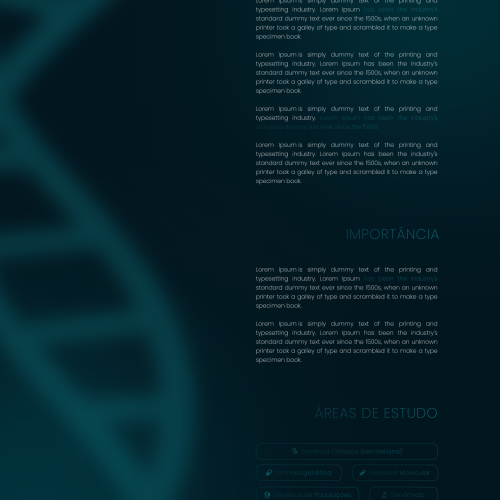 Lorem Ipsum is simply dummy text of the printing and
typesetting industry. Lorem Ipsum has been the industry's
standard dummy text ever since the 1500s, when an unknown
printer took a galley of type and scrambled it to make a type
specimen book.
Lorem Ipsum is simply dummy text of the printing and
typesetting industry. Lorem Ipsum has been the industry's
standard dummy text ever since the 1500s, when an unknown
printer took a galley of type and scrambled it to make a type
specimen book.
Lorem Ipsum is simply dummy text of the printing and
typesetting industry. Lorem Ipsum has been the industry's
standard dummy text ever since the 1500s.
Lorem Ipsum is simply dummy text of the printing and
typesetting industry. Lorem Ipsum has been the industry's
standard dummy text ever since the 1500s, when an unknown
printer took a galley of type and scrambled it to make a type
specimen book.
IMPORTÂNCIA
Lorem Ipsum is simply dummy text of the printing and
typesetting industry. Lorem Ipsum has been the industry's
standard dummy text ever since the 1500s, when an unknown
printer took a galley of type and scrambled it to make a type
specimen book.
Lorem Ipsum is simply dummy text of the printing and
typesetting industry. Lorem Ipsum has been the industry's
standard dummy text ever since the 1500s, when an unknown
printer took a galley of type and scrambled it to make a type
specimen book.
ÁREAS DE ESTUDO
Genética Clássica (Mendeliana)
Molecular
de Populações